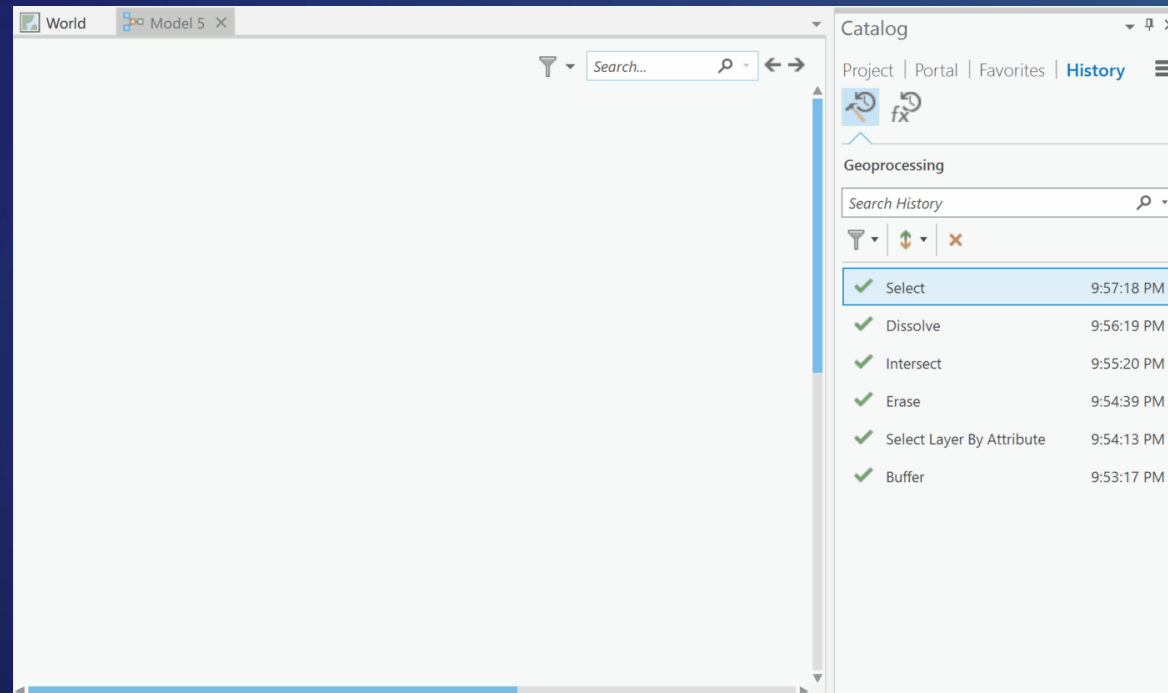 World
Model 5
Search...
Catalog
Project | Portal | Favorites | History
fx
Geoprocessing
Search History
Select 9:57:18 PM
Dissolve 9:56:19 PM
Intersect 9:55:20 PM
Erase 9:54:39 PM
Select Layer By Attribute 9:54:13 PM
Buffer 9:53:17 PM